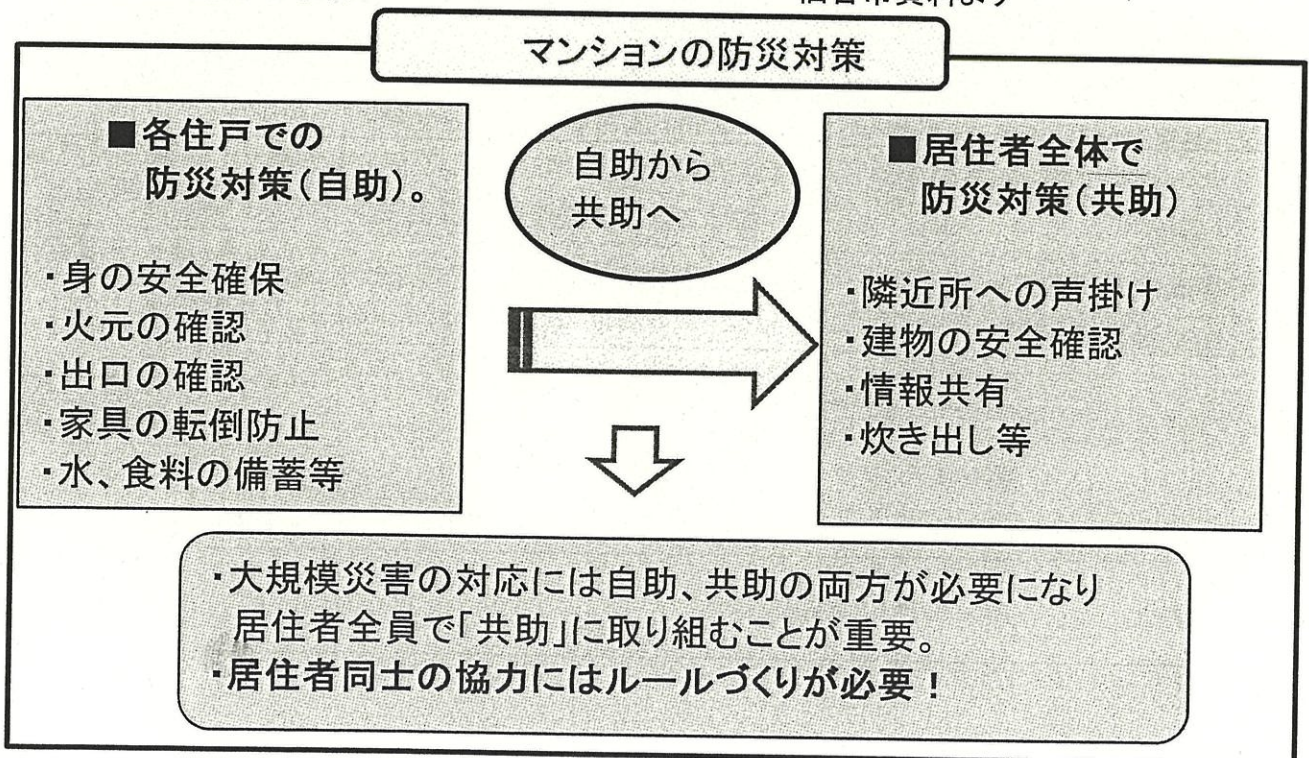 マンションの防災対策
■各住戸での
防災対策(自助)。
・身の安全確保
・火元の確認
・出口の確認
・家具の転倒防止
・水、食料の備蓄等
自助から
共助へ
■居住者全体で
防災対策(共助)
・隣近所への声掛け
・建物の安全確認
・情報共有
・炊き出し等
・大規模災害の対応には自助、共助の両方が必要になり
居住者全員で「共助」に取り組むことが重要。
・居住者同士の協力にはルールづくりが必要！